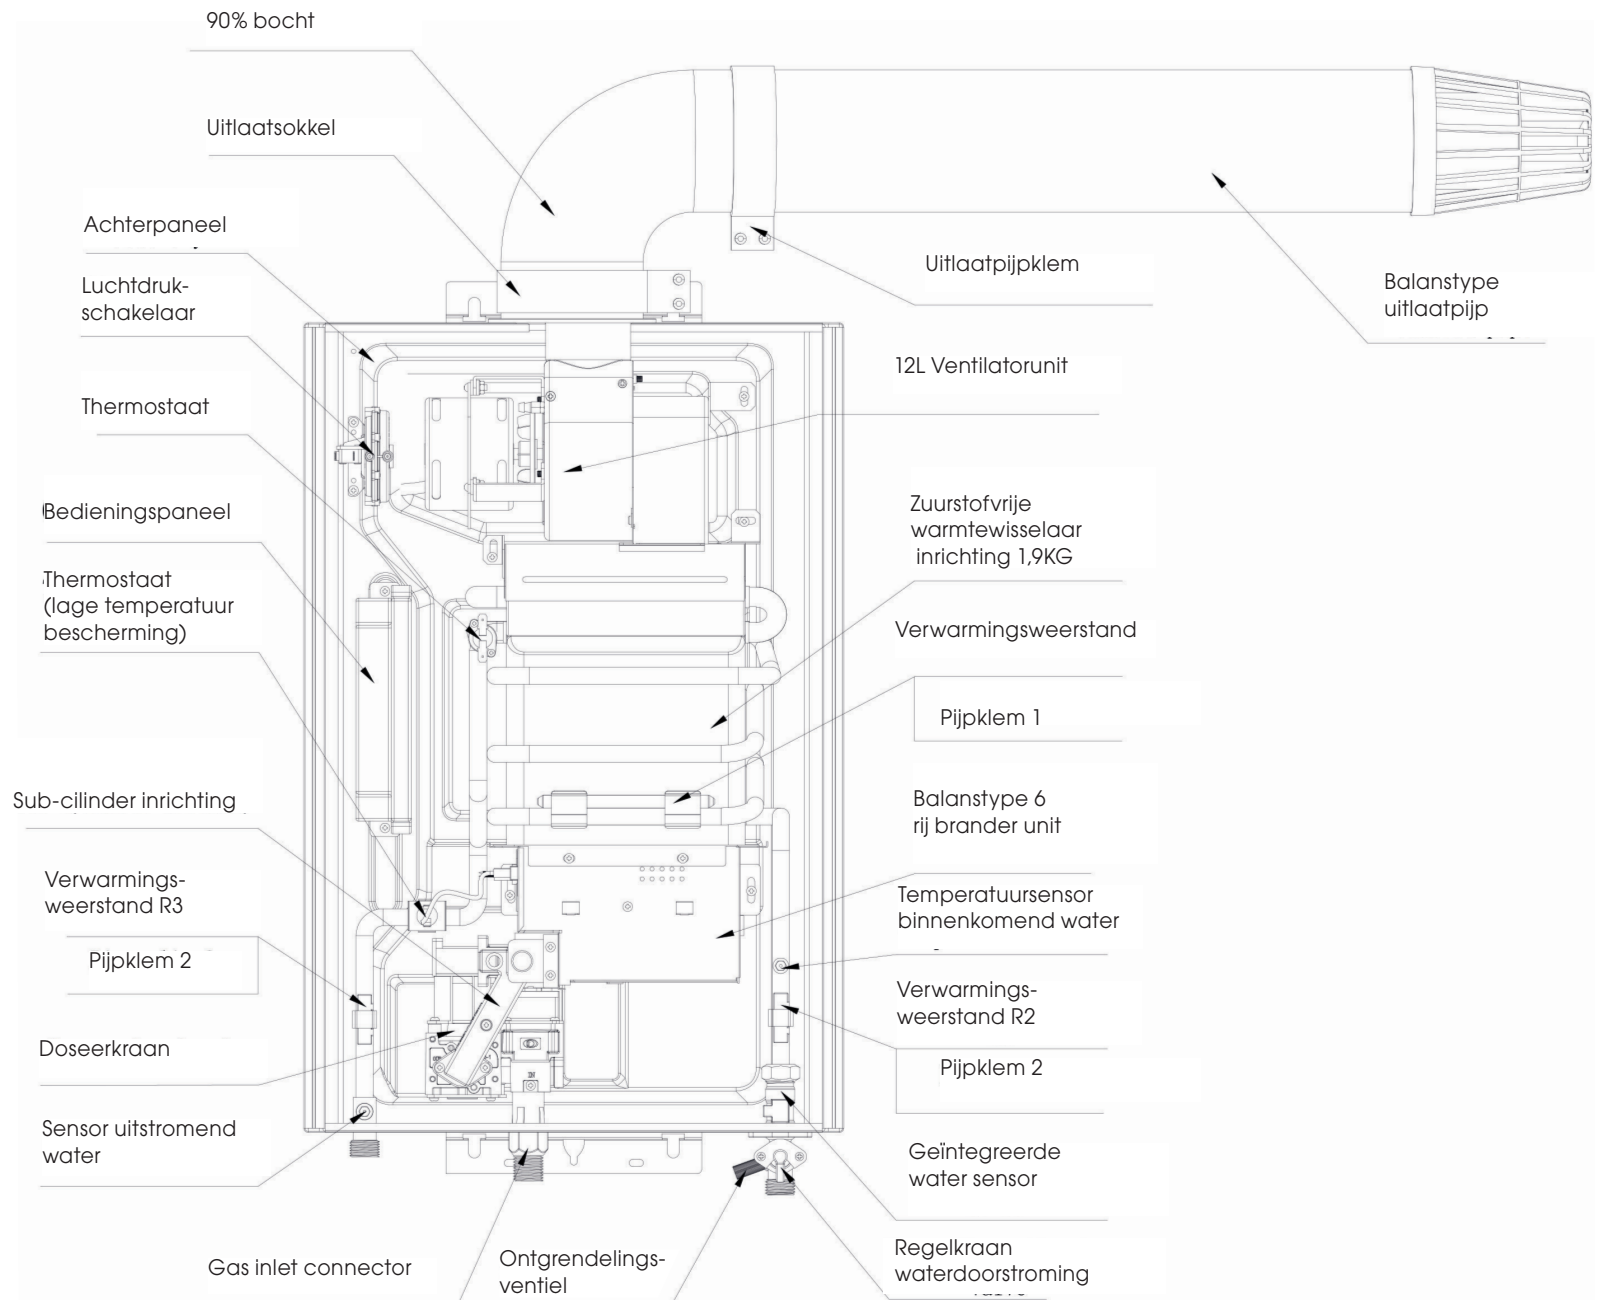 90% bocht
Uitlaatsokkel
Achterpaneel
Luchtdruk-
schakelaar
Thermostaat
Bedieningspaneel
Thermostaat
(lage temperatuur
bescherming)
Sub-cilinder inrichting
Verwarmings-
weerstand R3
Pijpklem 2
Doseerkraan
Sensor uitstromend
water
Gas inlet connector
Ontgrendelings-
ventiel
Uitlaatpijpklem
Balanstype
uitlaatpijp
12L Ventilatorunit
Zuurstofvrije
warmtewisselaar
inrichting 1,9KG
Verwarmingsweerstand
Pijpklem 1
Balanstype 6
rij brander unit
Temperatuursensor
binnenkomend water
Verwarmings-
weerstand R2
Pijpklem 2
Geïntegreerde
water sensor
Regelkraan
waterdoorstroming